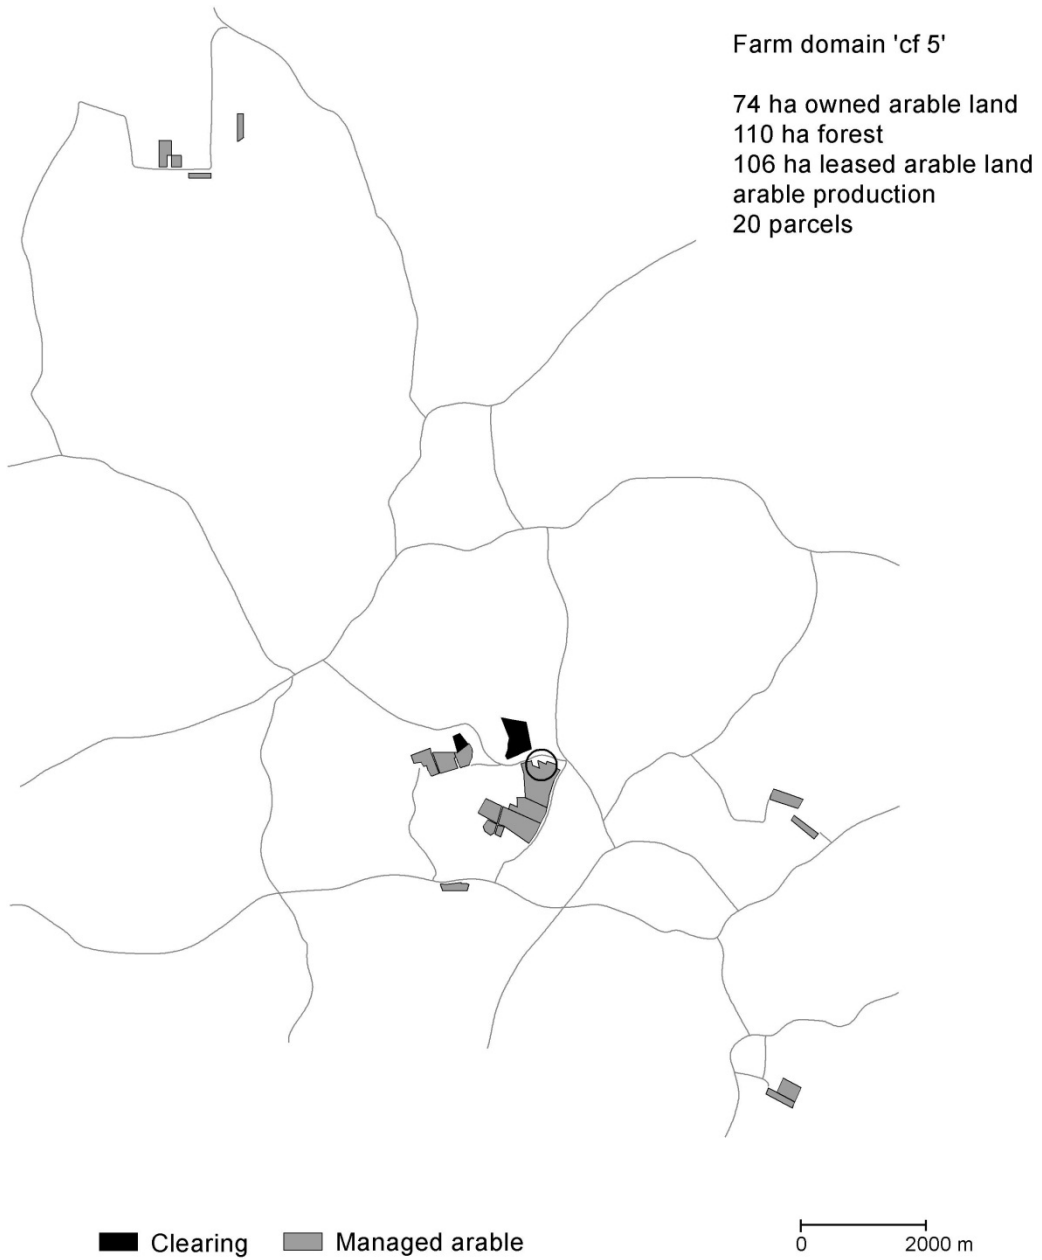 Farm domain 'cf 5'
74 ha owned arable land
110 ha forest
106 ha leased arable land
arable production
20 parcels
Clearing
Managed arable
0
2000 m